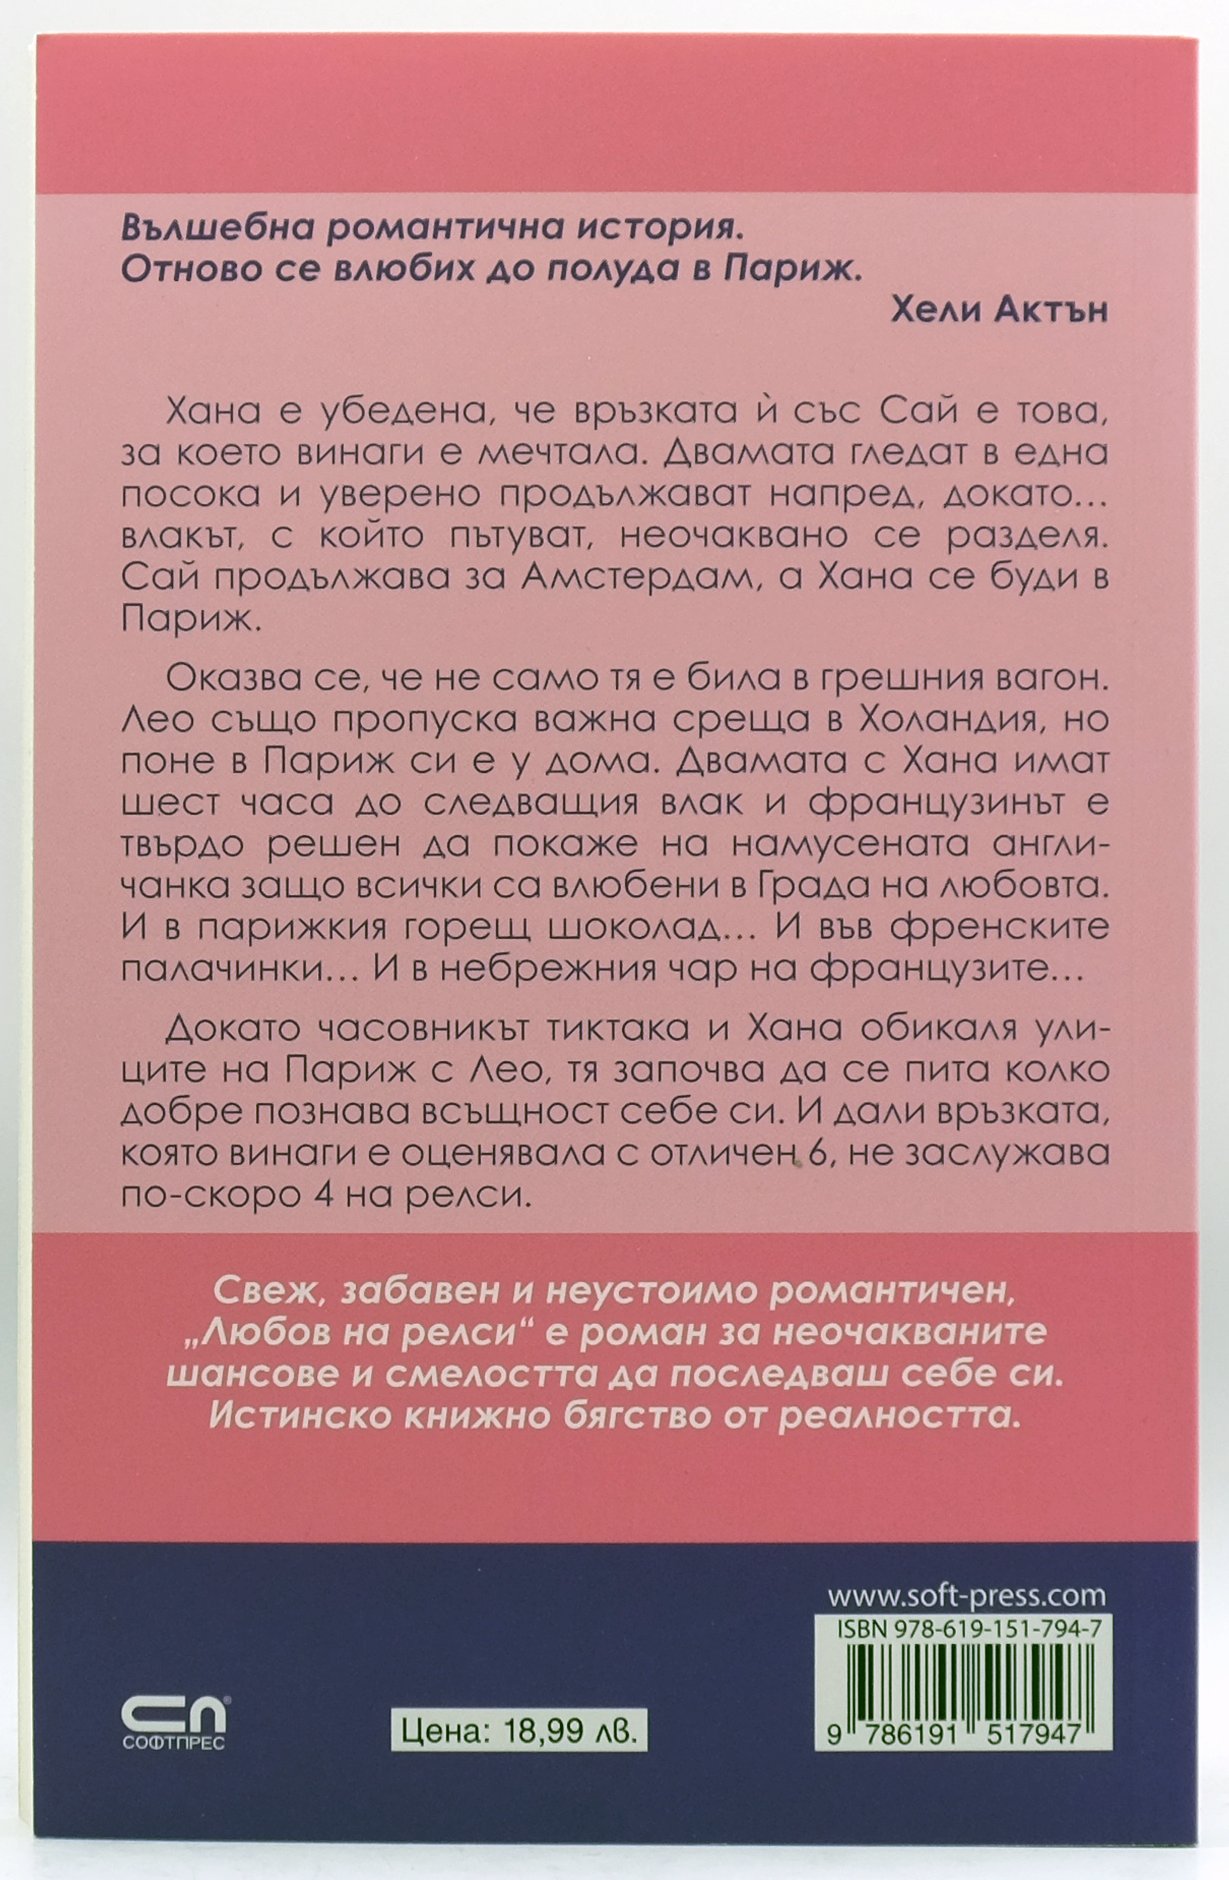 Вълшебна романтична история.
Отново се влюбих до полуда в Париж.
Хели Актън
Хана е убедена, че връзката ѝ със Сай е това,
за което винаги е мечтала. Двамата гледат в една
посока и уверено продължават напред, докато...
влакът, с който пътуват, неочаквано се разделя.
Сай продължава за Амстердам, а Хана се буди в
Париж.
Оказва се, че не само тя е била в грешния вагон.
Лео също пропуска важна среща в Холандия, но
поне в Париж си е у дома. Двамата с Хана имат
шест часа до следващия влак и французинът е
твърдо решен да покаже на намусената англи-
чанка защо всички са влюбени в Града на любовта.
И в парижкия горещ шоколад... И във френските
палачинки... И в небрежния чар на французите...
Докато часовникът тиктака и Хана обикаля ули-
ците на Париж с Лео, тя започва да се пита колко
добре познава всъщност себе си. И дали връзката,
която винаги е оценявала с отличен 6, не заслужава
по-скоро 4 на релси.
Свеж, забавен и неустоимо романтичен,
„Любов на релси“ е роман за неочакваните
шансове и смелостта да последваш себе си.
Истинско книжно бягство от реалността.
www.soft-press.com
ISBN 978-619-151-794-7
9 786191 517947
Цена: 18,99 лв.
СП®
СОФТПРЕС